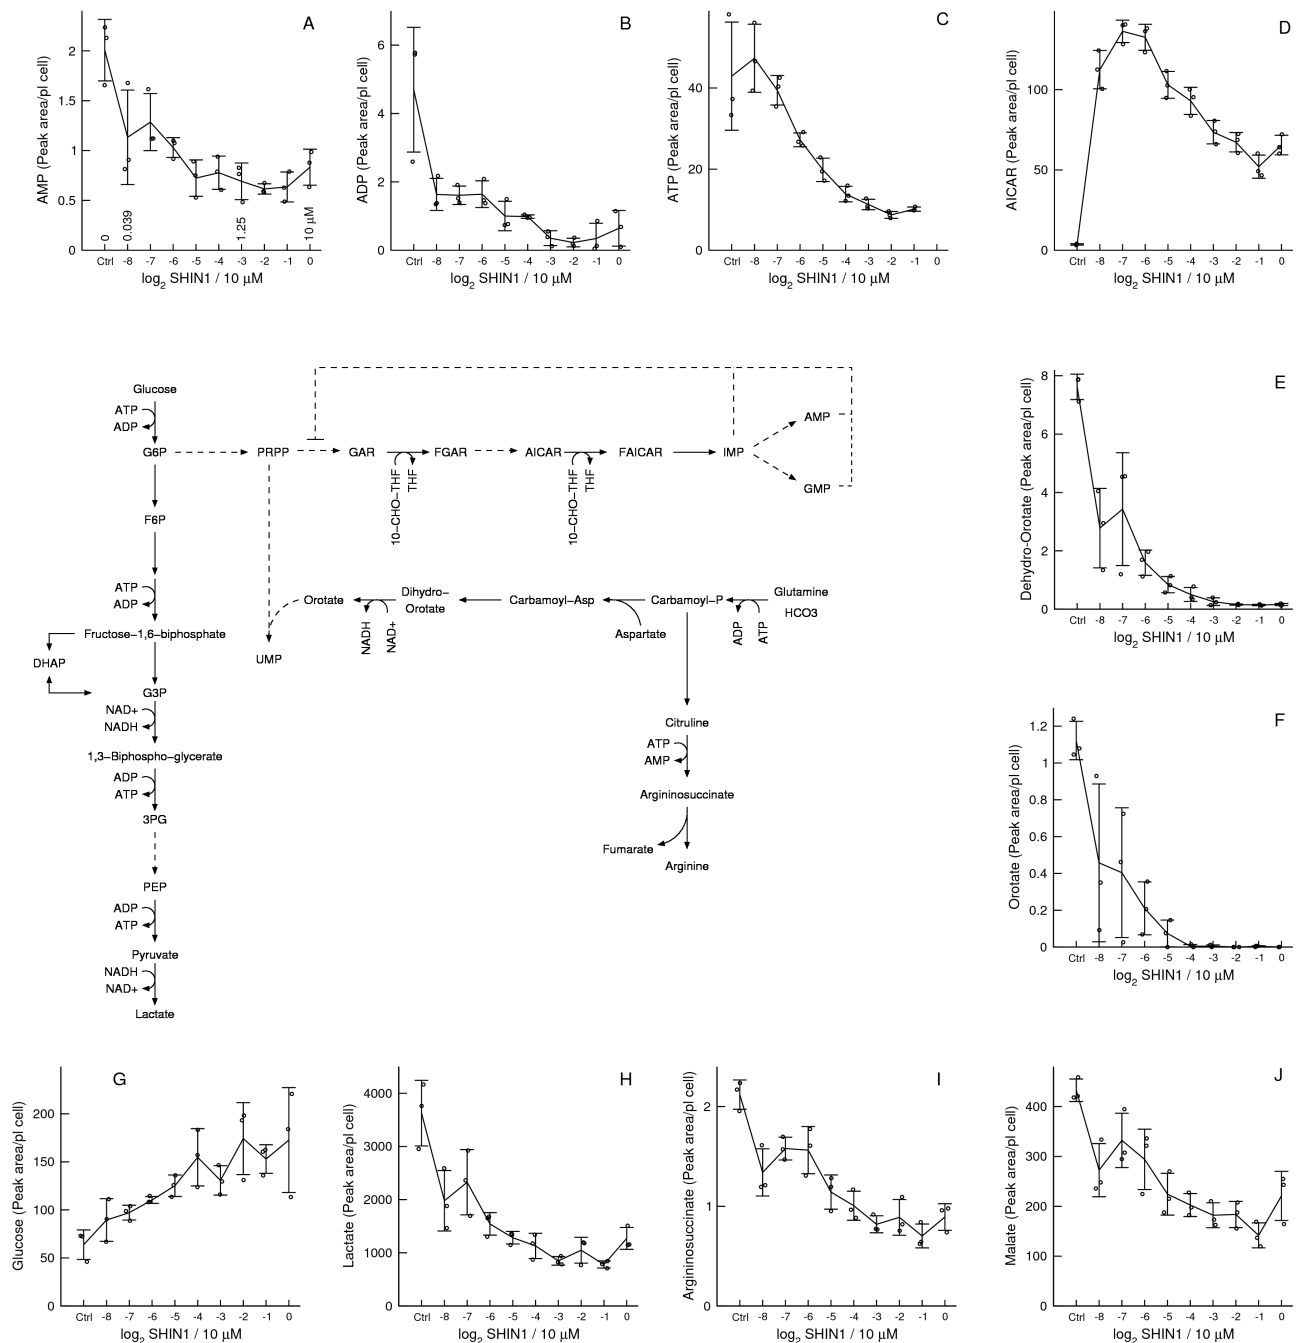 A
AMP (Peak area/pl cell)
2
1.5
1
0.5
0
0
0.039
1.25
10 µM
Ctrl -8 -7 -6 -5 -4 -3 -2 -1 0
log2 SHIN1 / 10 µM
B
ADP (Peak area/pl cell)
6
4
2
0
Ctrl -8 -7 -6 -5 -4 -3 -2 -1 0
log2 SHIN1 / 10 µM
C
ATP (Peak area/pl cell)
40
20
0
Ctrl -8 -7 -6 -5 -4 -3 -2 -1 0
log2 SHIN1 / 10 µM
D
AICAR (Peak area/pl cell)
100
50
0
Ctrl -8 -7 -6 -5 -4 -3 -2 -1 0
log2 SHIN1 / 10 µM
Glucose
ATP
ADP
G6P
PRPP
GAR
FGAR
AICAR
FAICAR
IMP
AMP
GMP
10–CHO–THF
THF
10–CHO–THF
THF
F6P
ATP
ADP
Fructose–1,6–biphosphate
DHAP
G3P
NAD+
NADH
1,3–Biphospho–glycerate
ADP
ATP
3PG
PEP
ADP
ATP
Pyruvate
NADH
NAD+
Lactate
UMP
Orotate
NADH
NAD+
Dihydro–
Orotate
Carbamoyl–Asp
Aspartate
Carbamoyl–P
ADP
ATP
Glutamine
HCO3
Citruline
ATP
AMP
Argininosuccinate
Fumarate
Arginine
E
Dehydro-Orotate (Peak area/pl cell)
8
6
4
2
0
Ctrl -8 -7 -6 -5 -4 -3 -2 -1 0
log2 SHIN1 / 10 µM
F
Orotate (Peak area/pl cell)
1.2
1
0.8
0.6
0.4
0.2
0
Ctrl -8 -7 -6 -5 -4 -3 -2 -1 0
log2 SHIN1 / 10 µM
G
Glucose (Peak area/pl cell)
200
150
100
50
0
Ctrl -8 -7 -6 -5 -4 -3 -2 -1 0
log2 SHIN1 / 10 µM
H
Lactate (Peak area/pl cell)
4000
3000
2000
1000
0
Ctrl -8 -7 -6 -5 -4 -3 -2 -1 0
log2 SHIN1 / 10 µM
I
Argininosuccinate (Peak area/pl cell)
2
1
0
Ctrl -8 -7 -6 -5 -4 -3 -2 -1 0
log2 SHIN1 / 10 µM
J
Malate (Peak area/pl cell)
400
300
200
100
0
Ctrl -8 -7 -6 -5 -4 -3 -2 -1 0
log2 SHIN1 / 10 µM